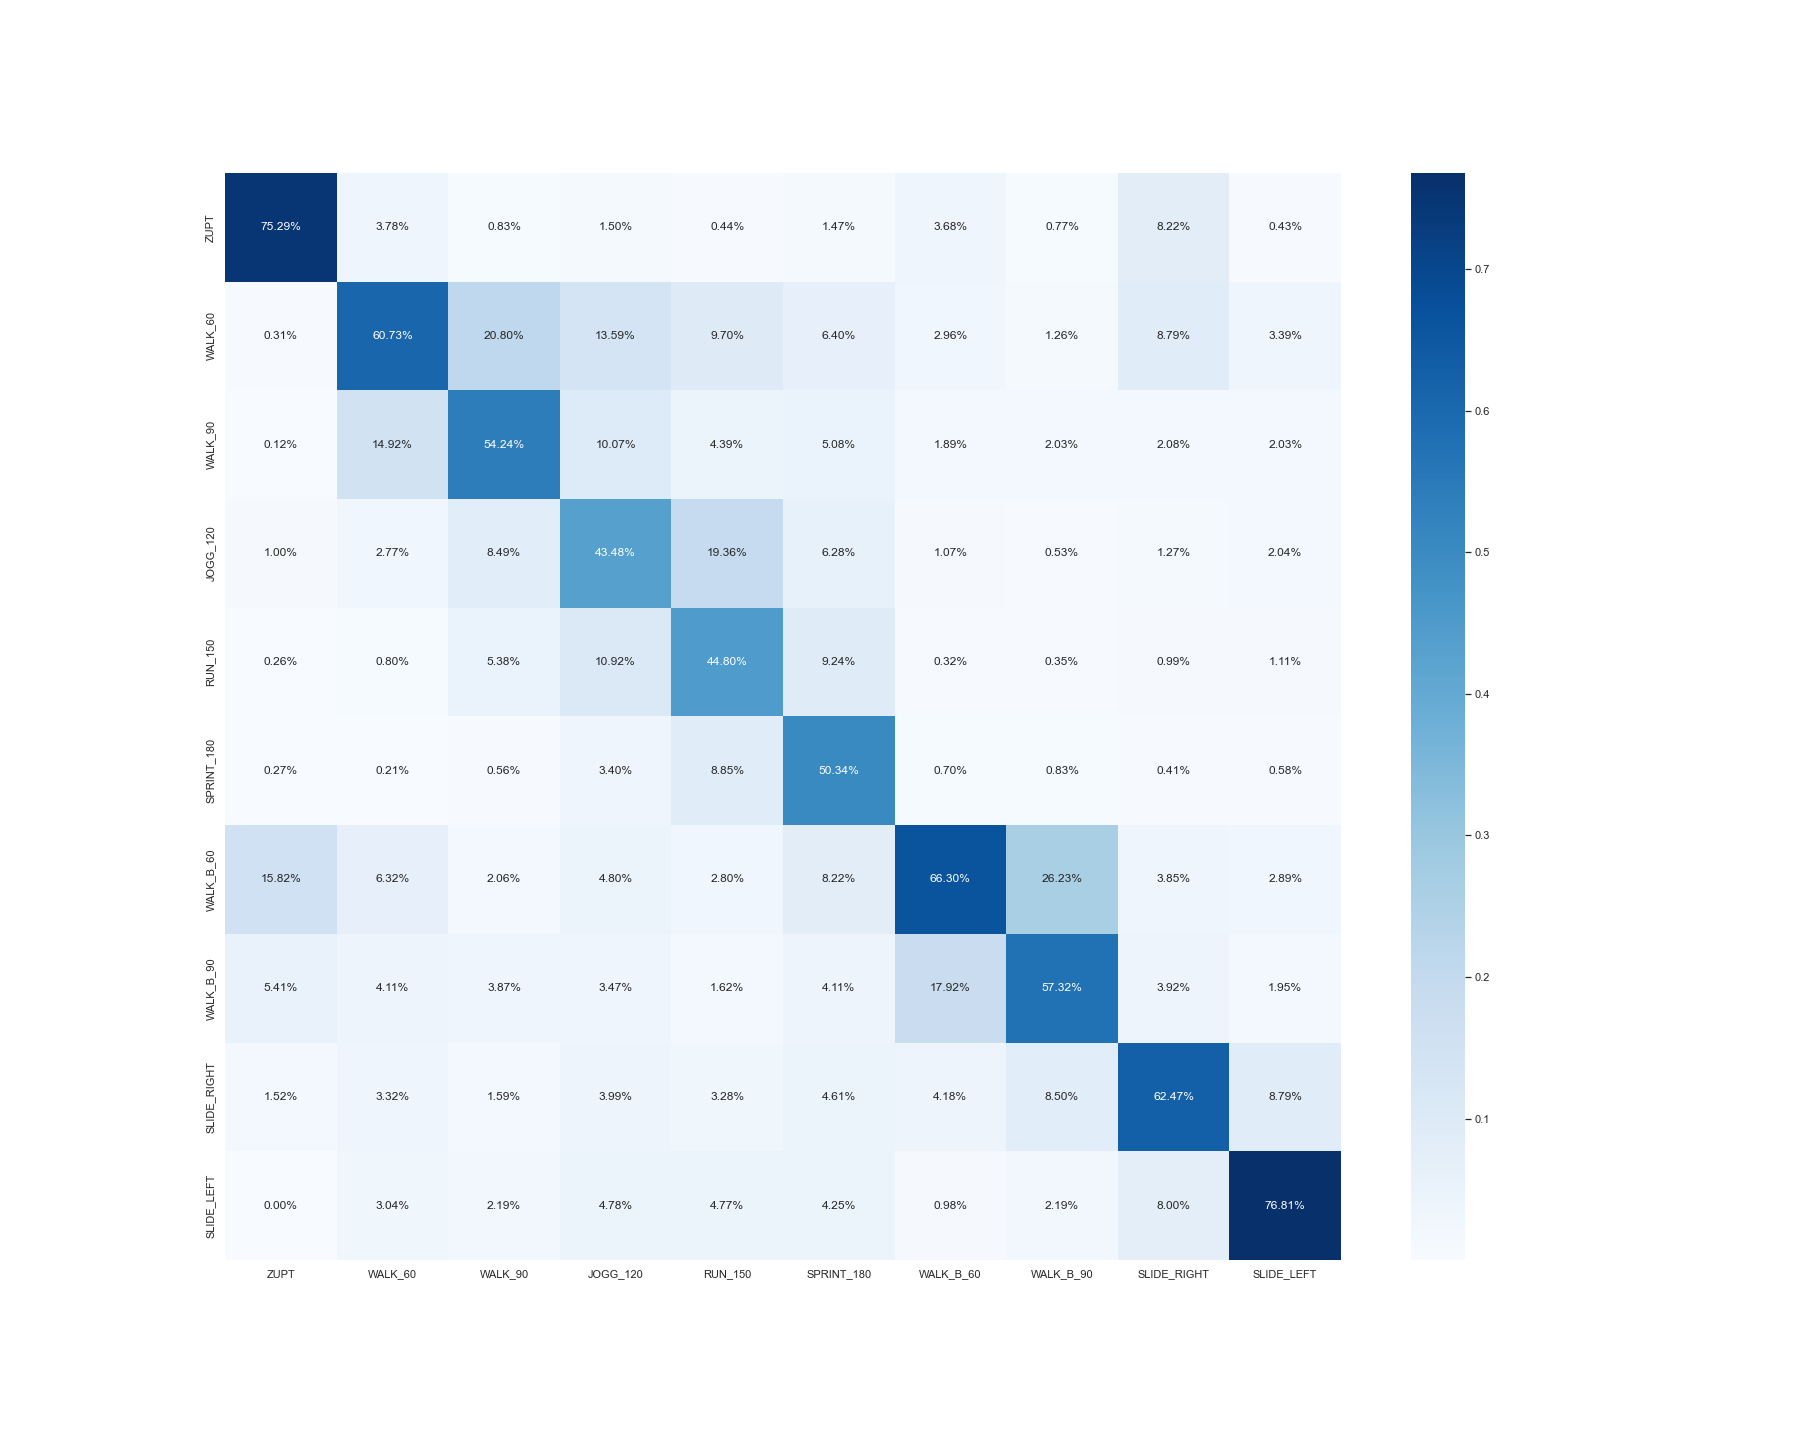 ZUPT 75.29% 3.78% 0.83% 1.50% 0.44% 1.47% 3.68% 0.77% 8.22% 0.43%
0.7
WALK_60 0.31% 60.73% 20.80% 13.59% 9.70% 6.40% 2.96% 1.26% 8.79% 3.39%
0.6
WALK_90 0.12% 14.92% 54.24% 10.07% 4.39% 5.08% 1.89% 2.03% 2.08% 2.03%
JOGG_120 1.00% 2.77% 8.49% 43.48% 19.36% 6.28% 1.07% 0.53% 1.27% 2.04%
0.5
RUN_150 0.26% 0.80% 5.38% 10.92% 44.80% 9.24% 0.32% 0.35% 0.99% 1.11%
0.4
SPRINT_180 0.27% 0.21% 0.56% 3.40% 8.85% 50.34% 0.70% 0.83% 0.41% 0.58%
0.3
WALK_B_60 15.82% 6.32% 2.06% 4.80% 2.80% 8.22% 66.30% 26.23% 3.85% 2.89%
0.2
WALK_B_90 5.41% 4.11% 3.87% 3.47% 1.62% 4.11% 17.92% 57.32% 3.92% 1.95%
SLIDE_RIGHT 1.52% 3.32% 1.59% 3.99% 3.28% 4.61% 4.18% 8.50% 62.47% 8.79%
0.1
SLIDE_LEFT 0.00% 3.04% 2.19% 4.78% 4.77% 4.25% 0.98% 2.19% 8.00% 76.81%
ZUPT WALK_60 WALK_90 JOGG_120 RUN_150 SPRINT_180 WALK_B_60 WALK_B_90 SLIDE_RIGHT SLIDE_LEFT